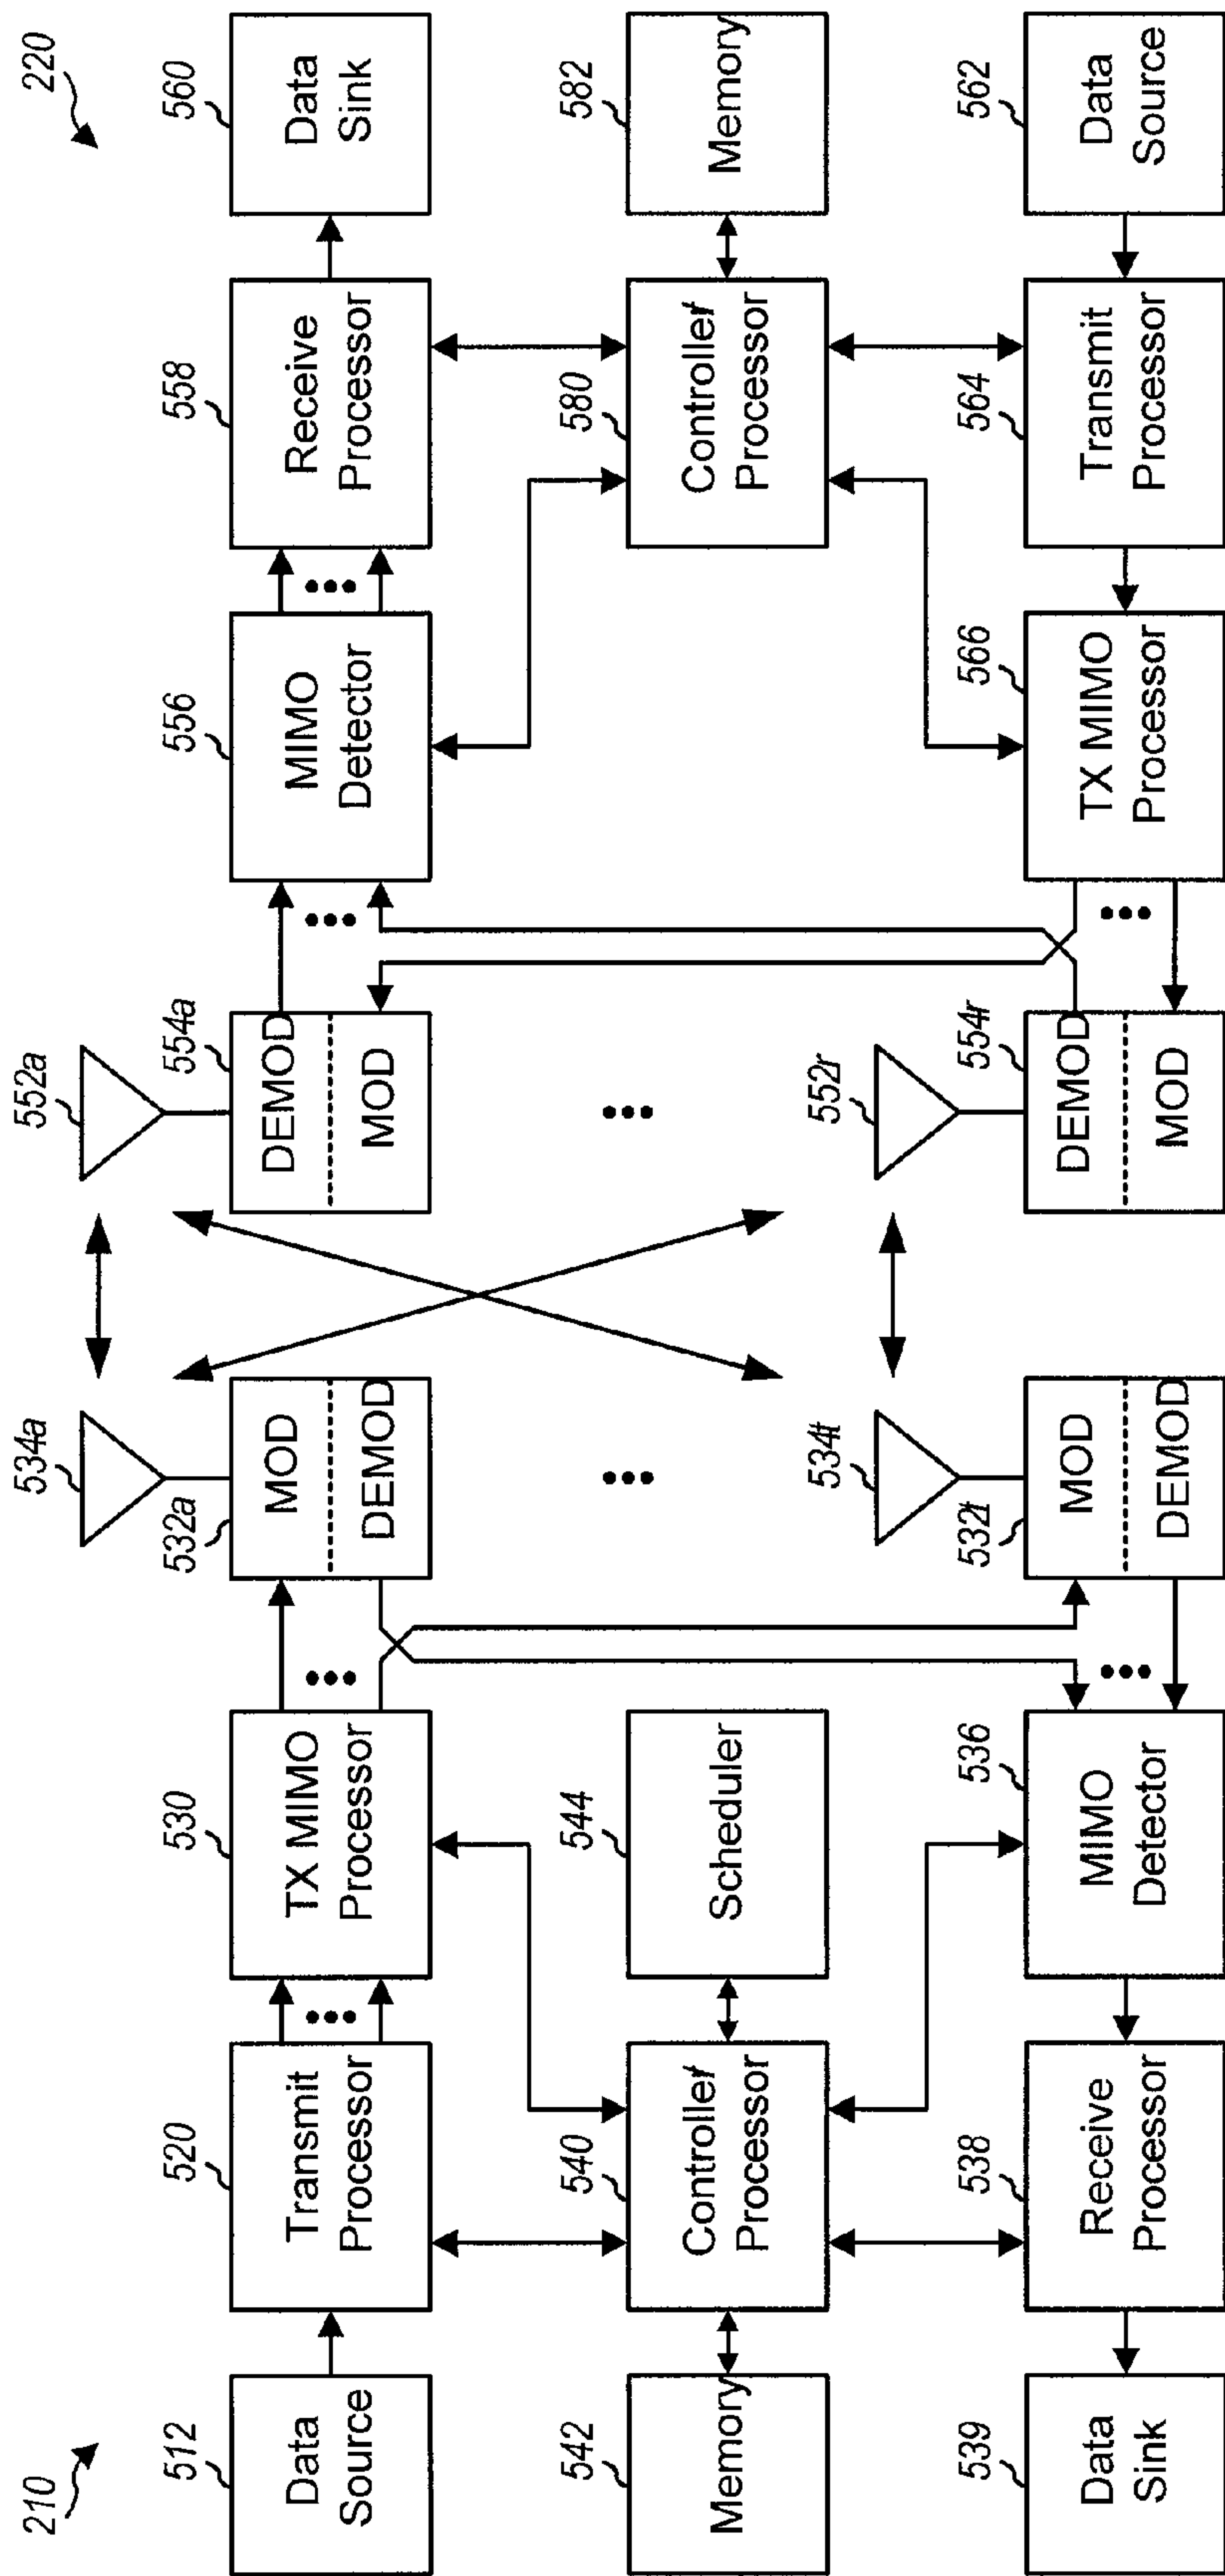 210
220
512
Data
Source
520
Transmit
Processor
530
TX MIMO
Processor
532a
MOD
DEMOD
534a
552a
554a
DEMOD
MOD
556
MIMO
Detector
558
Receive
Processor
560
Data
Sink
542
Memory
540
Controller/
Processor
544
Scheduler
580
Controller/
Processor
582
Memory
539
Data
Sink
538
Receive
Processor
536
MIMO
Detector
532t
MOD
DEMOD
534t
552r
554r
DEMOD
MOD
566
TX MIMO
Processor
564
Transmit
Processor
562
Data
Source